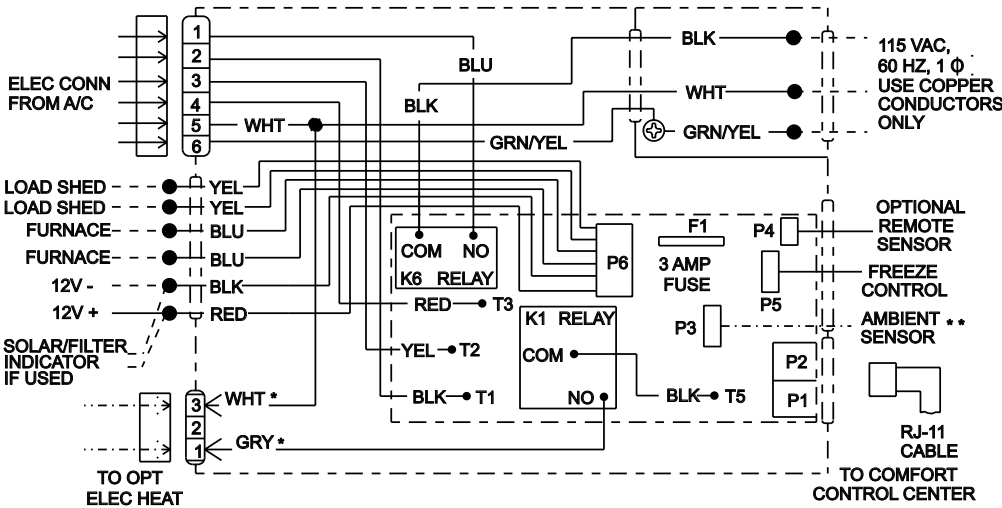 ELEC CONN
FROM A/C
1
2
3
4
5
6
WHT
BLU
BLK
BLK
WHT
GRN/YEL
GRN/YEL
115 VAC,
60 HZ, 1 Φ
USE COPPER
CONDUCTORS
ONLY
LOAD SHED
YEL
LOAD SHED
YEL
FURNACE
BLU
FURNACE
BLU
12V -
BLK
12V +
RED
SOLAR/FILTER
INDICATOR
IF USED
COM NO
K6 RELAY
P6
F1
3 AMP
FUSE
P4
P5
P3
P2
P1
OPTIONAL
REMOTE
SENSOR
FREEZE
CONTROL
AMBIENT **
SENSOR
RED T3
K1 RELAY
COM
NO
YEL T2
BLK T1
BLK T5
3
2
1
WHT *
GRY *
TO OPT
ELEC HEAT
RJ-11
CABLE
TO COMFORT
CONTROL CENTER